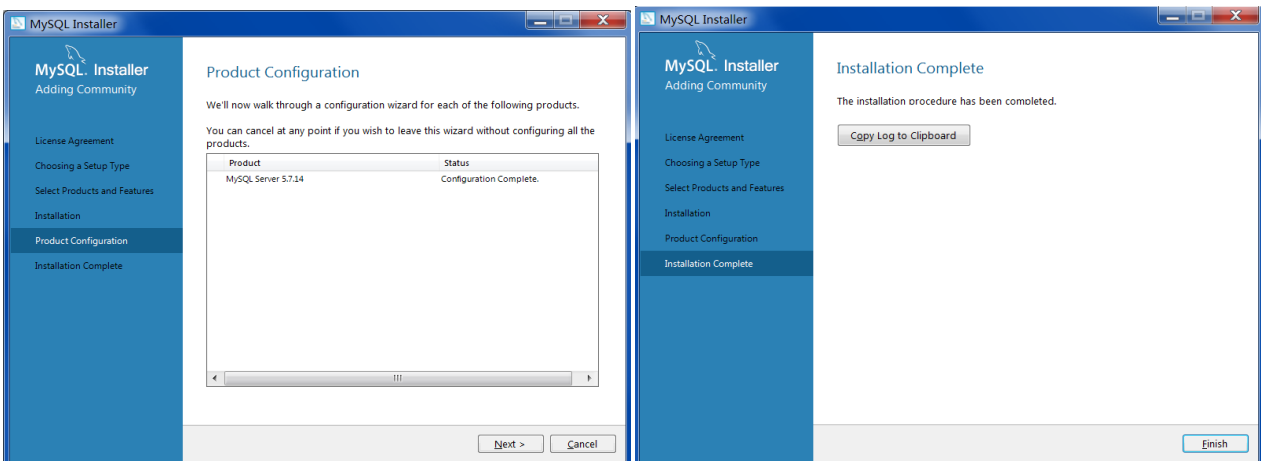 MySQL Installer
MySQL. Installer
Adding Community
License Agreement
Choosing a Setup Type
Select Products and Features
Installation
Product Configuration
Installation Complete
Product Configuration
We'll now walk through a configuration wizard for each of the following products.
You can cancel at any point if you wish to leave this wizard without configuring all the
products.
Product Status
MySQL Server 5.7.14 Configuration Complete.
Next > Cancel
MySQL Installer
MySQL. Installer
Adding Community
License Agreement
Choosing a Setup Type
Select Products and Features
Installation
Product Configuration
Installation Complete
Installation Complete
The installation procedure has been completed.
Copy Log to Clipboard
Finish